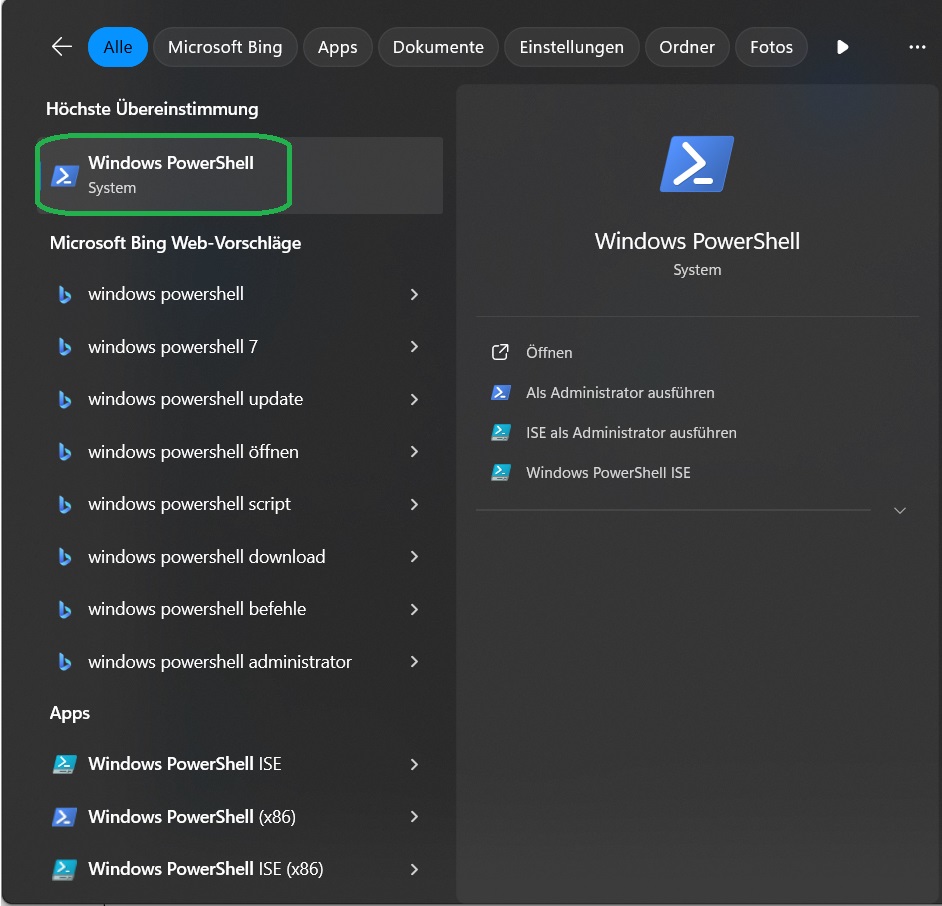 Alle
Microsoft Bing
Apps
Dokumente
Einstellungen
Ordner
Fotos
Höchste Übereinstimmung
Windows PowerShell
System
Microsoft Bing Web-Vorschläge
windows powershell
windows powershell 7
windows powershell update
windows powershell öffnen
windows powershell script
windows powershell download
windows powershell befehle
windows powershell administrator
Apps
Windows PowerShell ISE
Windows PowerShell (x86)
Windows PowerShell ISE (x86)
Windows PowerShell
System
Öffnen
Als Administrator ausführen
ISE als Administrator ausführen
Windows PowerShell ISE